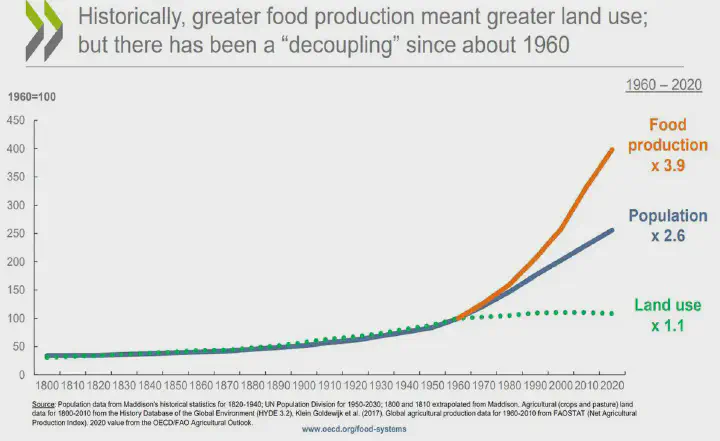 Historically, greater food production meant greater land use;
but there has been a “decoupling” since about 1960
1960 – 2020
1960=100
450
400
350
300
250
200
150
100
50
0
Food
production
x 3.9
Population
x 2.6
Land use
x 1.1
1800 1810 1820 1830 1840 1850 1860 1870 1880 1890 1900 1910 1920 1930 1940 1950 1960 1970 1980 1990 2000 2010 2020
Source: Population data from Maddison's historical statistics for 1820-1940; UN Population Division for 1950-2030; 1800 and 1810 extrapolated from Maddison. Agricultural (crops and pasture) land
data for 1800-2010 from the History Database of the Global Environment (HYDE 3.2), Klein Goldewijk et al. (2017). Global agricultural production data for 1960-2010 from FAOSTAT (Net Agricultural
Production Index). 2020 value from the OECD/FAO Agricultural Outlook.
www.oecd.org/food-systems